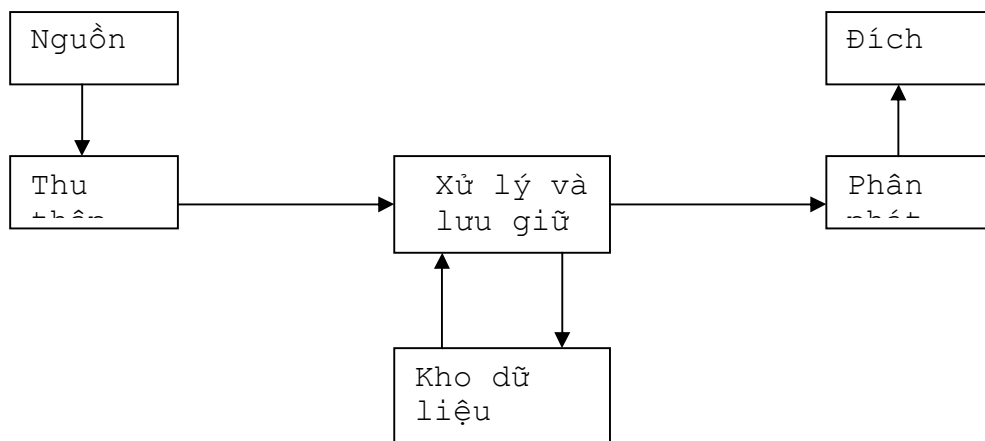 Nguồn
Đích
Thu
Xử lý và
lưu giữ
Phân
Kho dữ
liệu